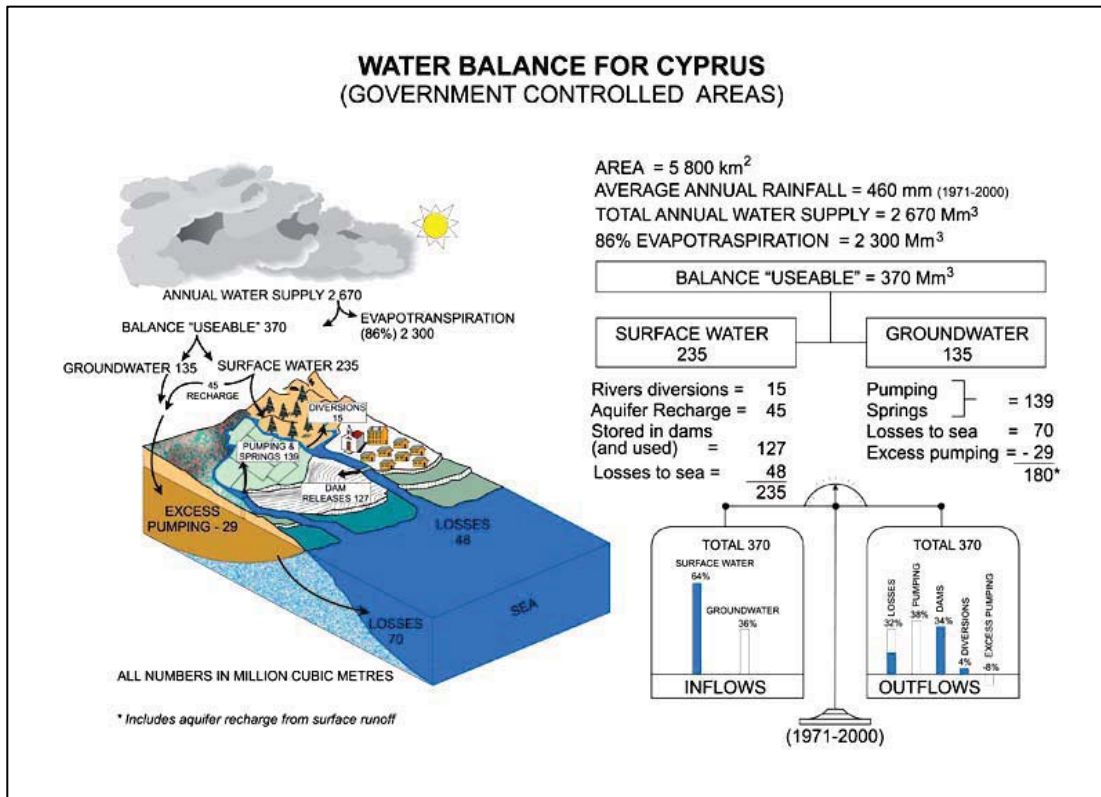 WATER BALANCE FOR CYPRUS
(GOVERNMENT CONTROLLED AREAS)
AREA = 5 800 km²
AVERAGE ANNUAL RAINFALL = 460 mm (1971-2000)
TOTAL ANNUAL WATER SUPPLY = 2 670 Mm³
86% EVAPOTRASPIRATION = 2 300 Mm³
BALANCE "USEABLE" = 370 Mm³
SURFACE WATER
235
GROUNDWATER
135
Rivers diversions = 15
Aquifer Recharge = 45
Stored in dams
(and used) = 127
Losses to sea = 48
235
Pumping
Springs
= 139
Losses to sea = 70
Excess pumping = - 29
180*
ANNUAL WATER SUPPLY 2 670
EVAPOTRANSPIRATION
(86%) 2 300
BALANCE "USEABLE" 370
GROUNDWATER 135
SURFACE WATER 235
45
RECHARGE
DIVERSIONS
15
PUMPING &
SPRINGS 139
DAM
RELEASES 127
EXCESS
PUMPING - 29
LOSSES
48
SEA
LOSSES
70
ALL NUMBERS IN MILLION CUBIC METRES
* Includes aquifer recharge from surface runoff
TOTAL 370
SURFACE WATER
64%
GROUNDWATER
36%
INFLOWS
TOTAL 370
LOSSES
32%
PUMPING
38%
DAMS
34%
DIVERSIONS
4%
EXCESS PUMPING
-8%
OUTFLOWS
(1971-2000)